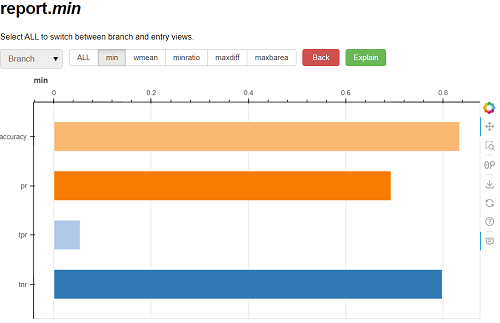 report.min
Select ALL to switch between branch and entry views.
Branch ALL min wmean minratio maxdiff maxbarea Back Explain
min
0 0.2 0.4 0.6 0.8
accuracy
pr
tpr
tnr